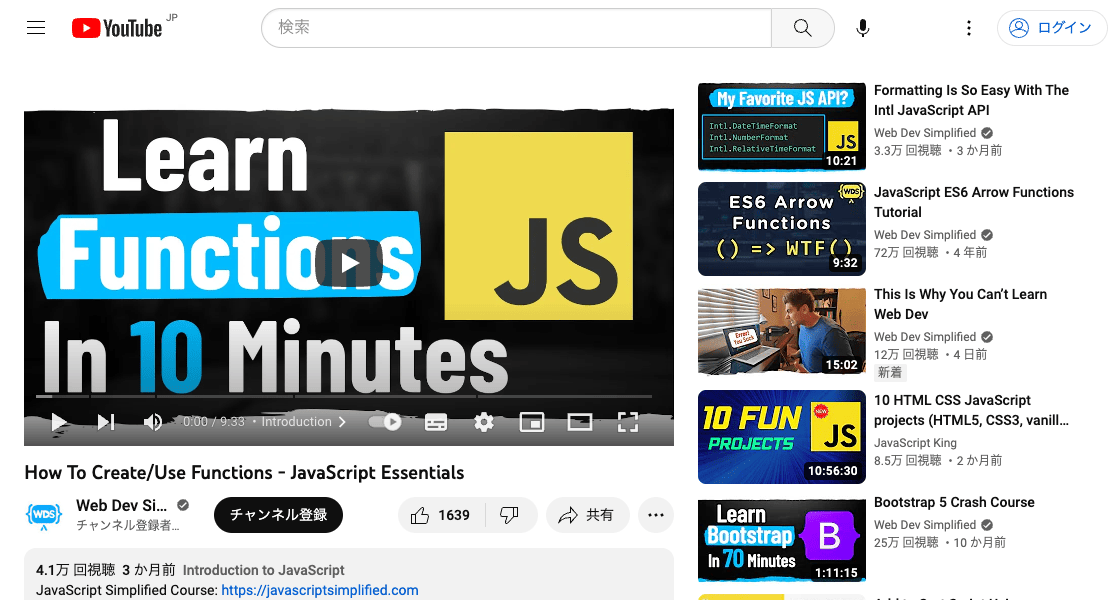 YouTube JP
検索
ログイン
Learn
Functions
In 10 Minutes
JS
0:00 / 9:33 • Introduction
How To Create/Use Functions - JavaScript Essentials
WDS
Web Dev Si...
チャンネル登録者...
チャンネル登録
1639
共有
4.1万 回視聴 3 か月前 Introduction to JavaScript
JavaScript Simplified Course: https://javascriptsimplified.com
My Favorite JS API?
Intl.DateTimeFormat
Intl.NumberFormat
Intl.RelativeTimeFormat
JS
10:21
Formatting Is So Easy With The
Intl JavaScript API
Web Dev Simplified
3.3万 回視聴 • 3 か月前
WDS
ES6 Arrow
Functions
() => WTF()
9:32
JavaScript ES6 Arrow Functions
Tutorial
Web Dev Simplified
72万 回視聴 • 4 年前
Error!
You Suck
15:02
This Is Why You Can’t Learn
Web Dev
Web Dev Simplified
12万 回視聴 • 4 日前
新着
10 FUN
PROJECTS
NEW
JS
10:56:30
10 HTML CSS JavaScript
projects (HTML5, CSS3, vanill...
JavaScript King
8.5万 回視聴 • 2 か月前
Learn
Bootstrap
In 70 Minutes
B
1:11:15
Bootstrap 5 Crash Course
Web Dev Simplified
25万 回視聴 • 10 か月前